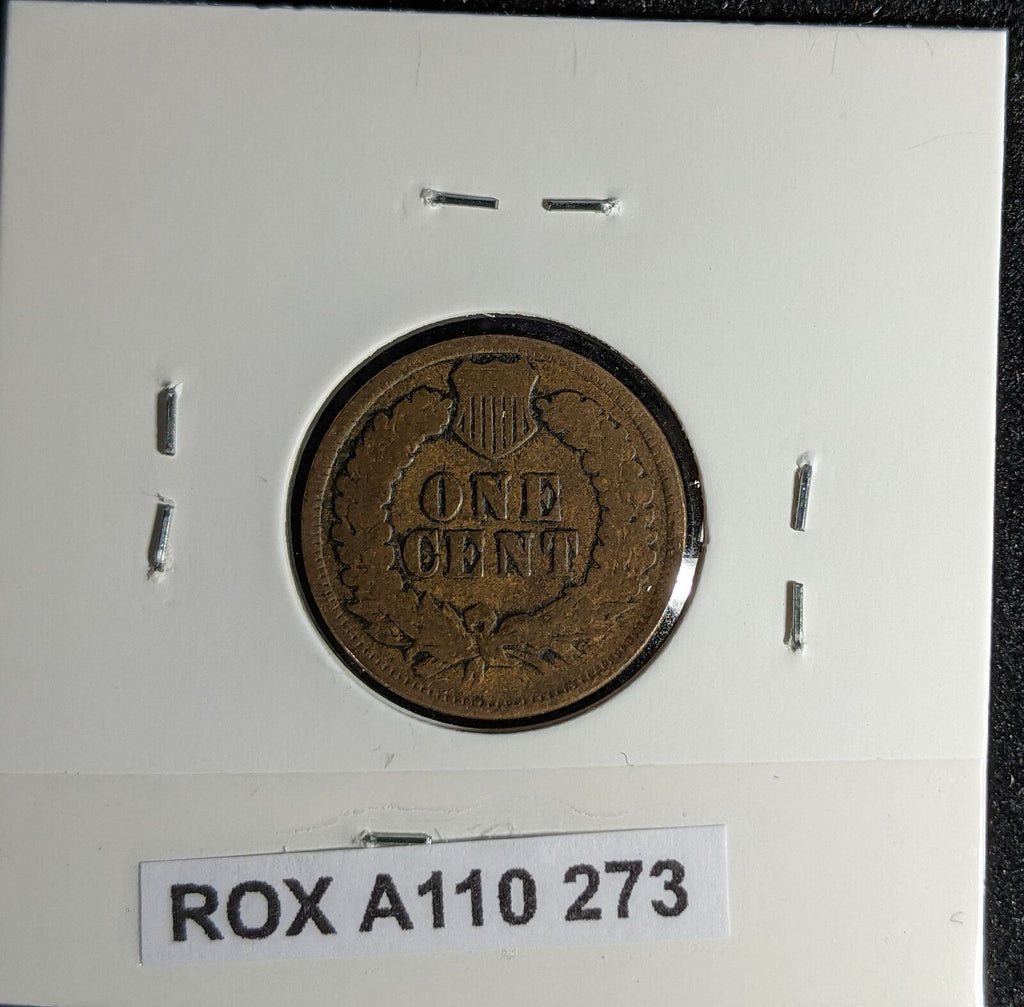 ONE
CENT
ROX A110 273